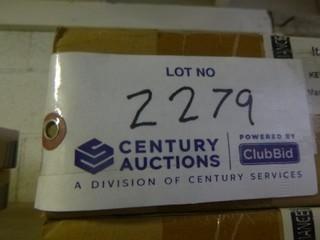 LOT NO
2279
CENTURY
AUCTIONS
POWERED BY
ClubBid
A DIVISION OF CENTURY SERVICES